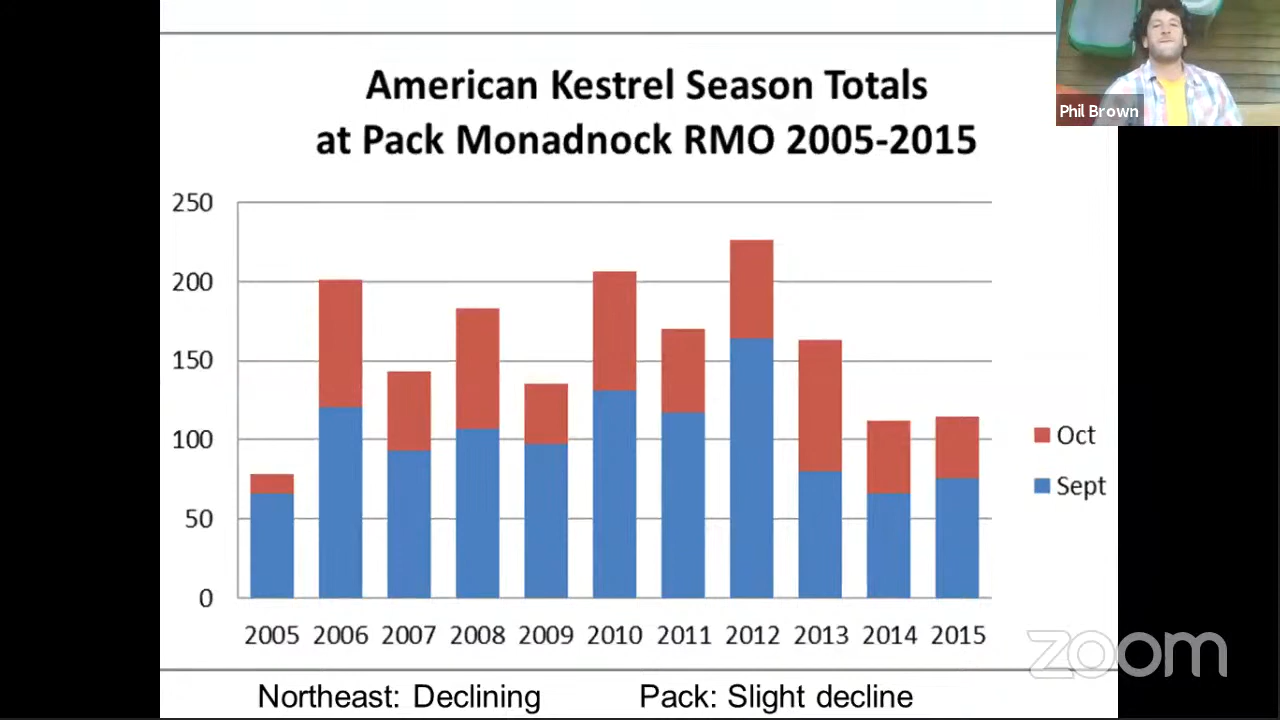 American Kestrel Season Totals
at Pack Monadnock RMO 2005-2015
Phil Brown
250
200
150
100
50
0
2005 2006 2007 2008 2009 2010 2011 2012 2013 2014 2015
Oct
Sept
zoom
Northeast: Declining Pack: Slight decline